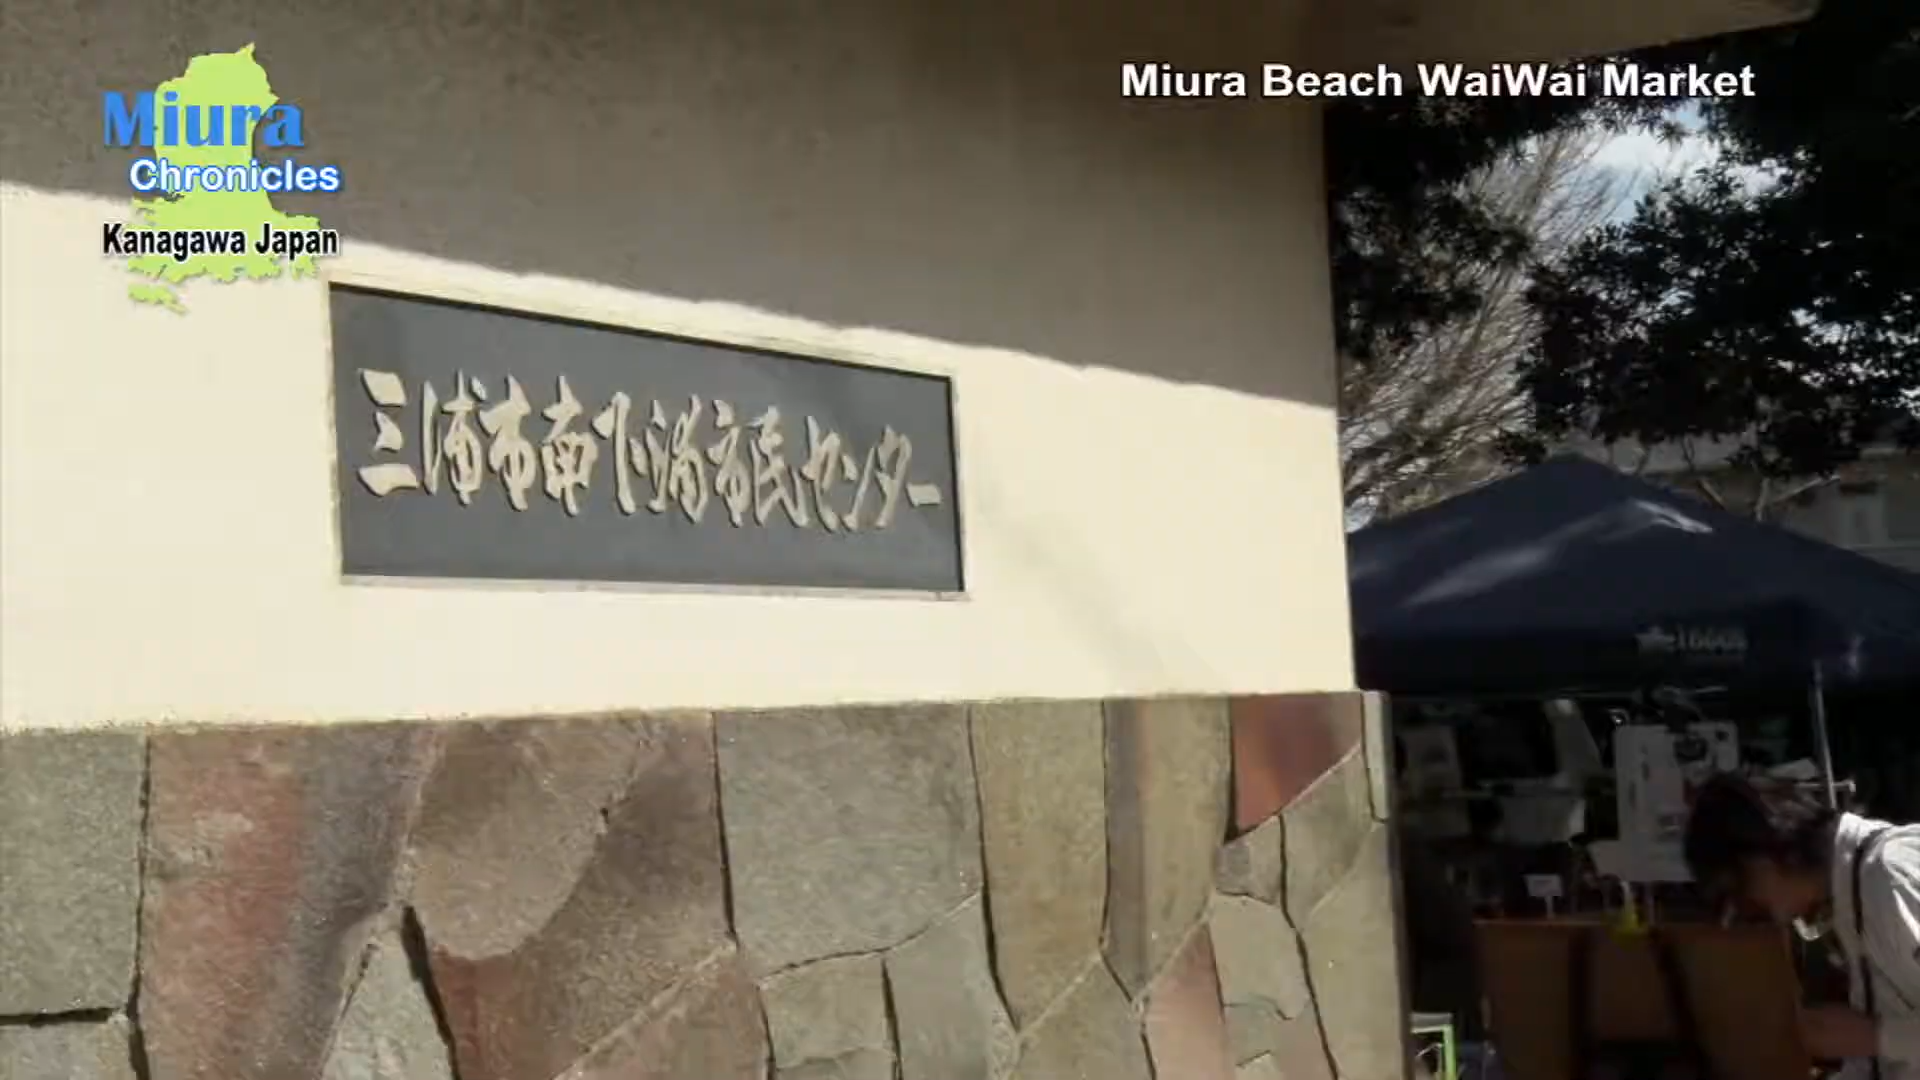 Miura
Chronicles
Kanagawa Japan
Miura Beach WaiWai Market
三浦市南下浦市民センター
LOGOS